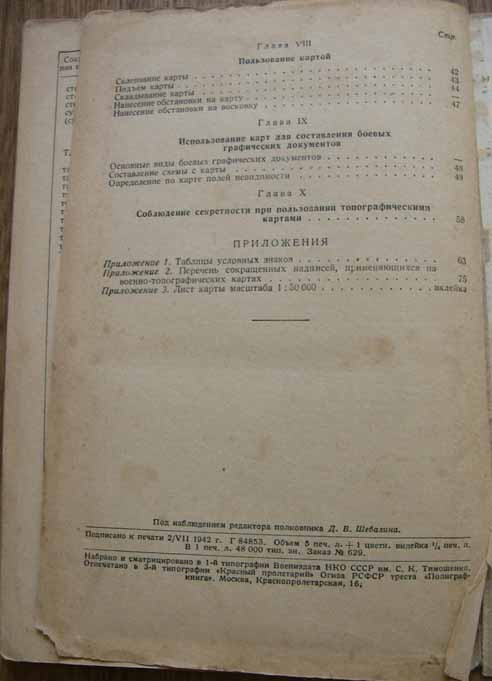 Глава VIII
Стр.
Пользование картой
Склеивание карты . . . 42
Подъем карты . . . 43
Складывание карты . . . 44
Нанесение обстановки на карту . . . —
Нанесение обстановки на восковку . . . 47
Глава IX
Использование карт для составления боевых
графических документов
Основные виды боевых графических документов . . . —
Составление схемы с карты . . . 48
Определение по карте полей невидимости . . . 49
Глава X
Соблюдение секретности при пользовании топографическими
картами . . . 58
ПРИЛОЖЕНИЯ
Приложение 1. Таблицы условных знаков . . . 63
Приложение 2. Перечень сокращенных надписей, применяющихся на
военно-топографических картах . . . 75
Приложение 3. Лист карты масштаба 1 : 50 000 . . . вклейка
Под наблюдением редактора полковника Д. В. Шебалина.
Подписано к печати 2/VII 1942 г. Г 84853. Объем 5 печ. л. + 1 цветн. вклейка ¼ печ. л.
В 1 печ. л. 48 000 тип. зн. Заказ № 629.
Набрано и сматрицировано в 1-й типографии Воениздата НКО СССР им. С. К. Тимошенко.
Отпечатано в 3-й типографии «Красный пролетарий» Огиза РСФСР треста «Полиграф-
книга». Москва, Краснопролетарская, 16.